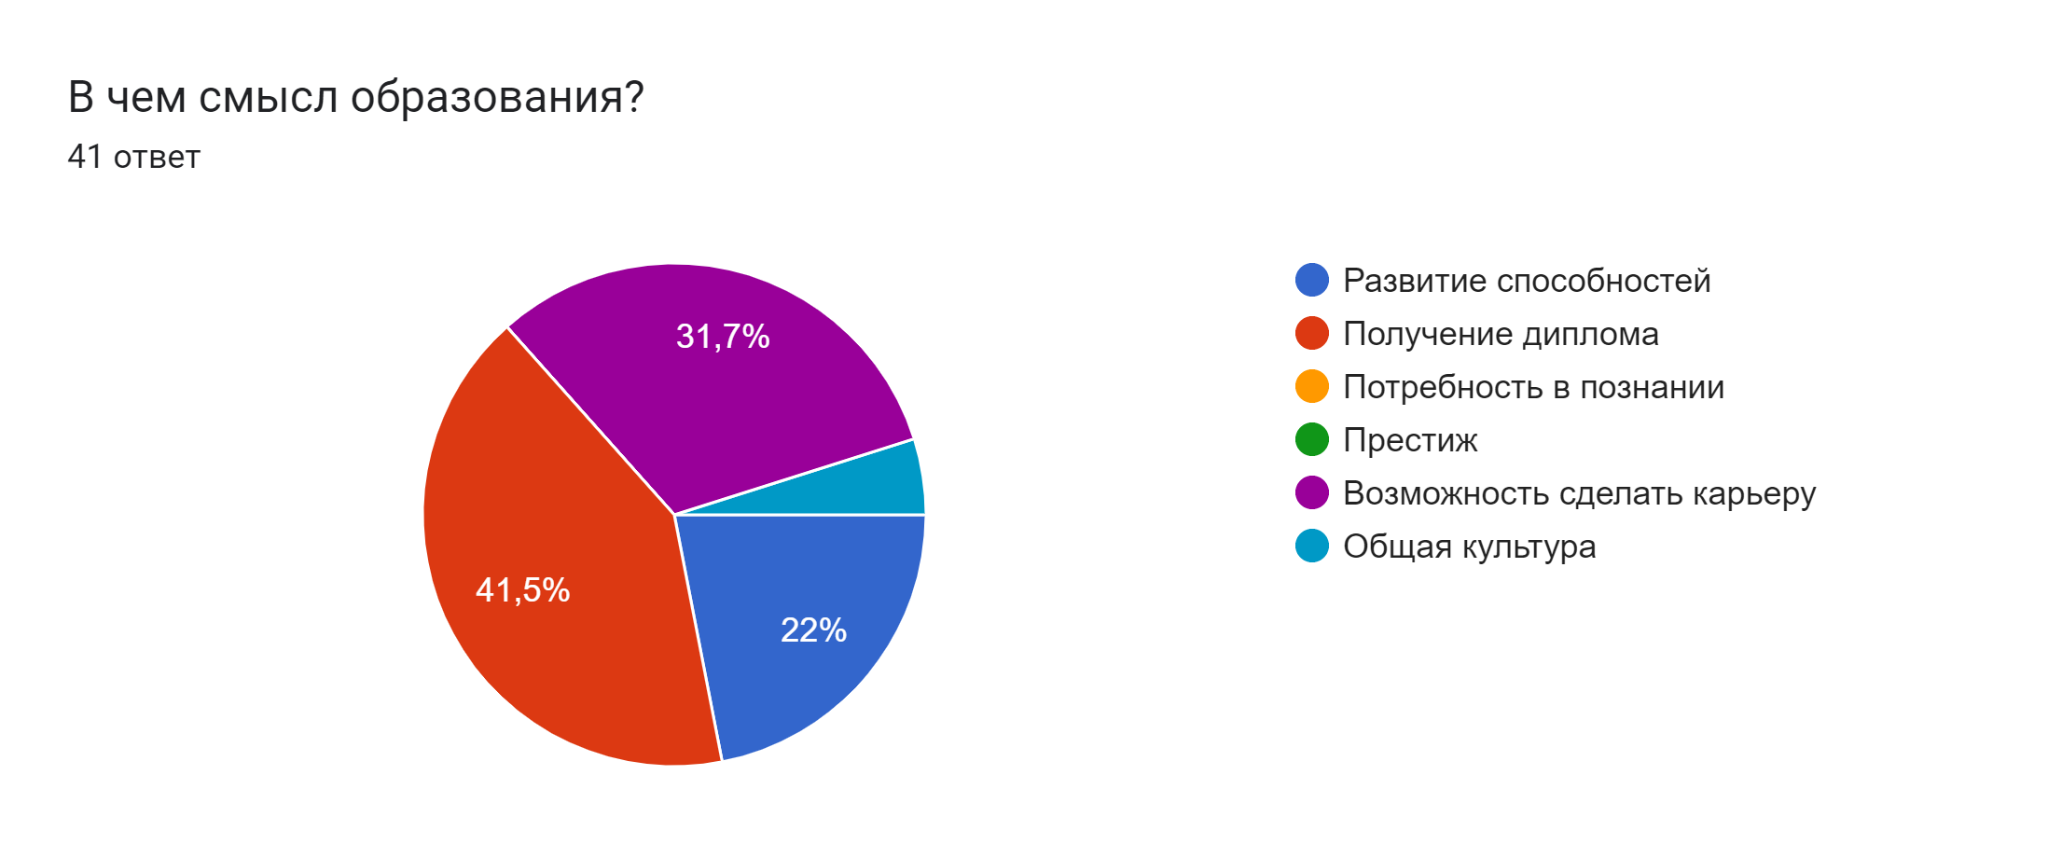 В чем смысл образования?
41 ответ
31,7%
41,5%
22%
Развитие способностей
Получение диплома
Потребность в познании
Престиж
Возможность сделать карьеру
Общая культура